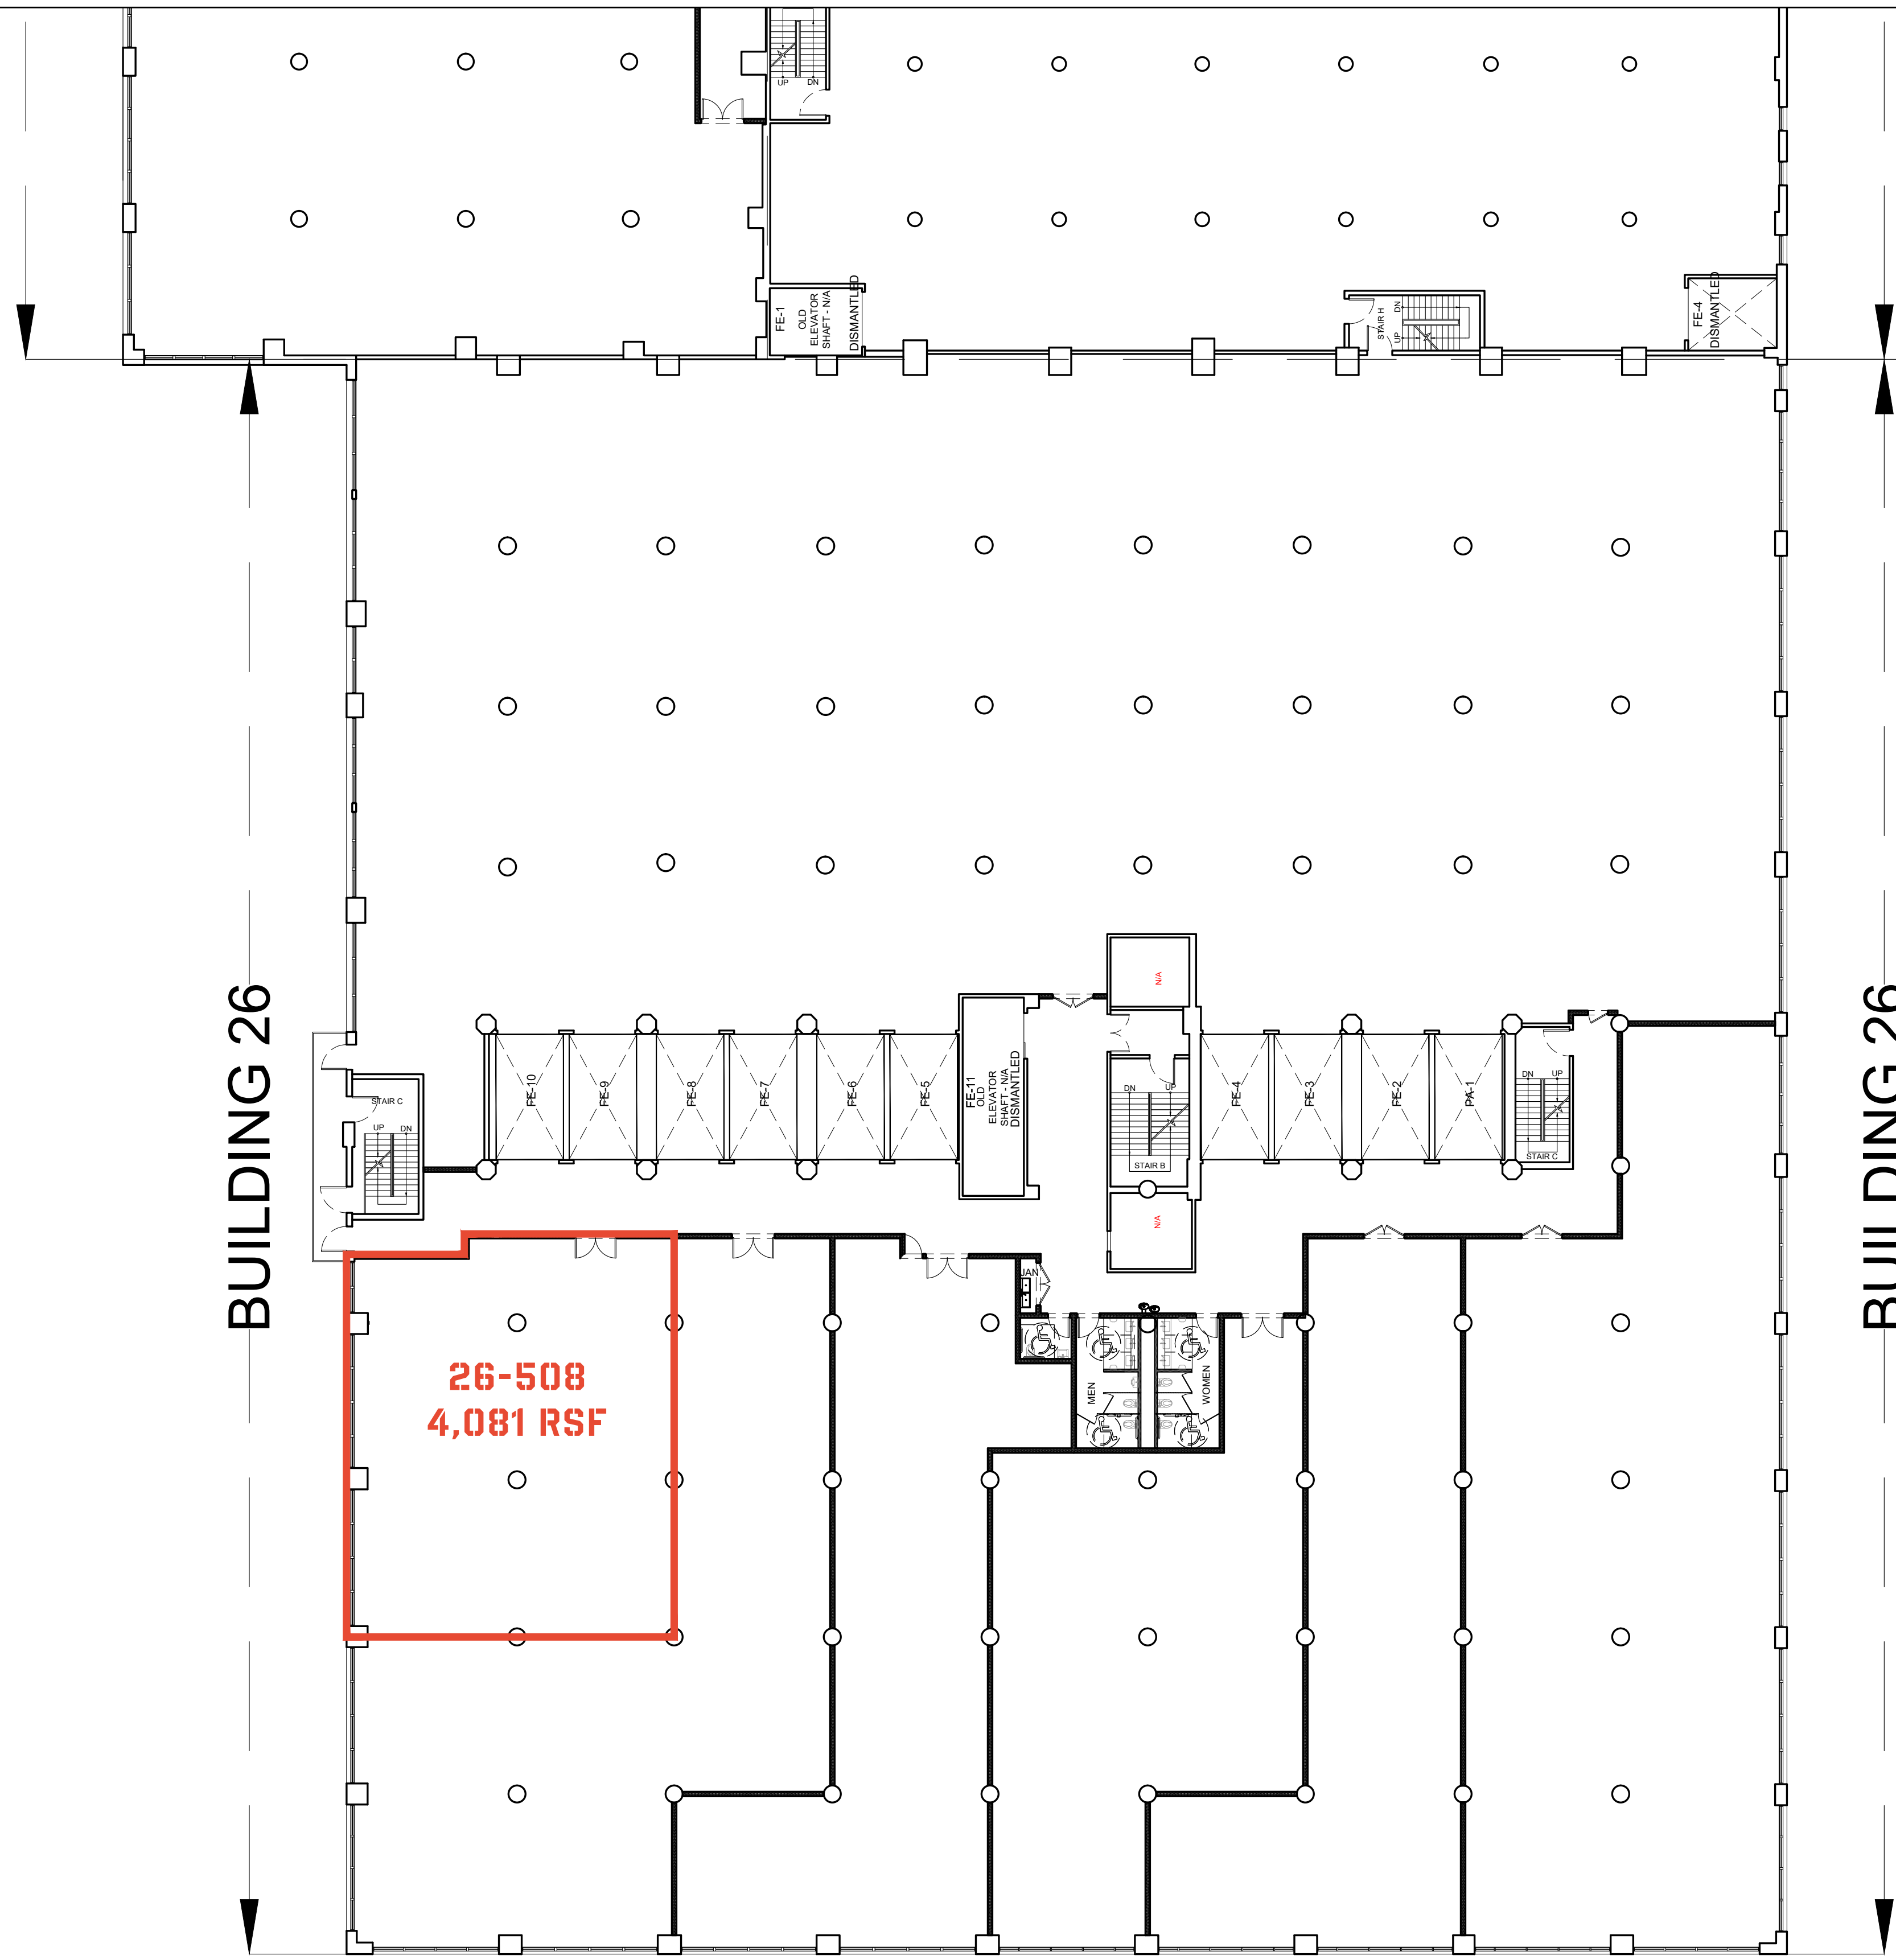 UP DN
FE-1
OLD
ELEVATOR
SHAFT - N/A
DISMANTLED
STAIR H
UP DN
FE-4
DISMANTLED
BUILDING 26
BUILDING 26
N/A
STAIR C
UP DN
FE-10
FE-9
FE-8
FE-7
FE-6
FE-5
FE-11
OLD
ELEVATOR
SHAFT - N/A
DISMANTLED
DN UP
STAIR B
FE-4
FE-3
FE-2
PA-1
DN UP
STAIR C
N/A
JAN
MEN
WOMEN
26-508
4,081 RSF